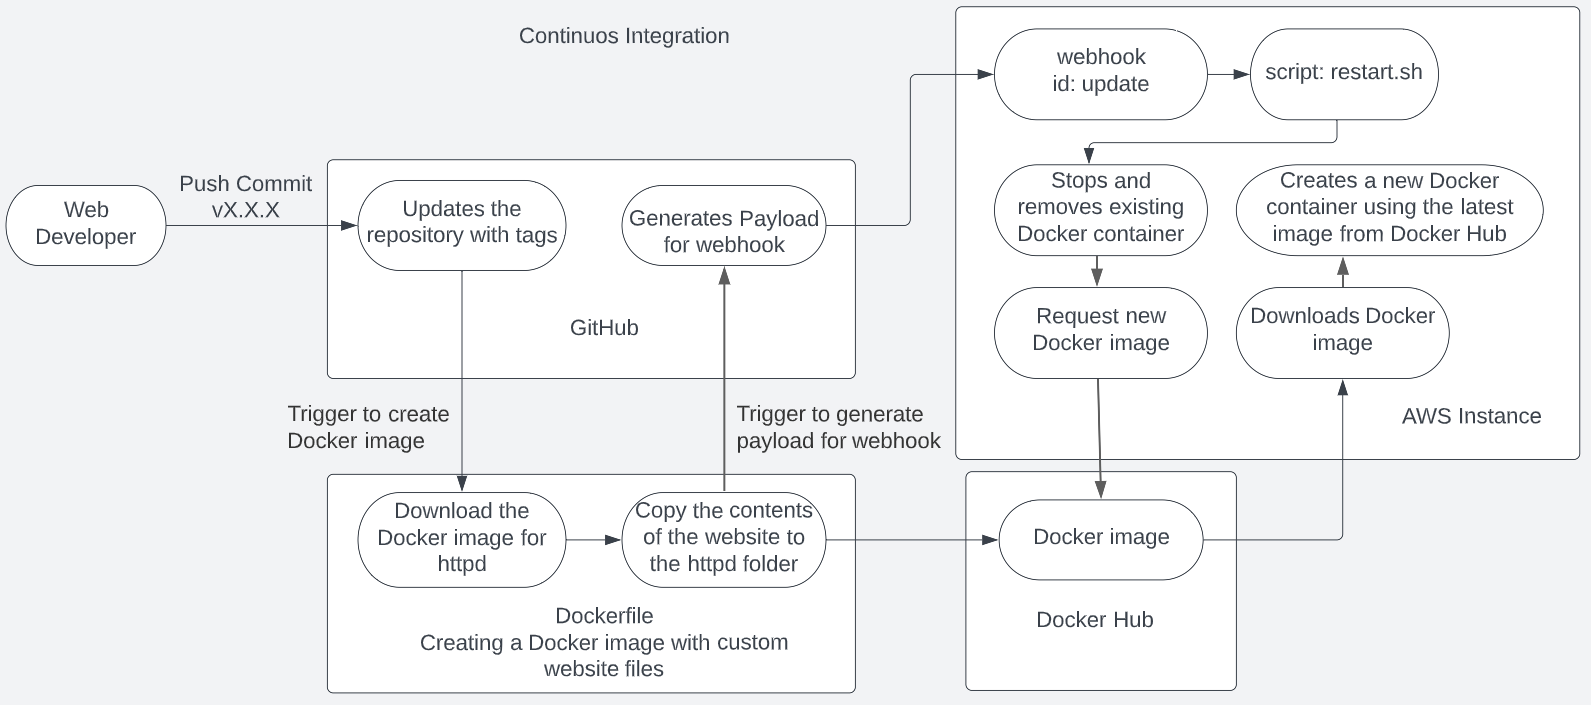 Continuos Integration
Web
Developer
Push Commit
vX.X.X
Updates the
repository with tags
Generates Payload
for webhook
GitHub
Trigger to create
Docker image
Trigger to generate
payload for webhook
Download the
Docker image for
httpd
Copy the contents
of the website to
the httpd folder
Dockerfile
Creating a Docker image with custom
website files
webhook
id: update
script: restart.sh
Stops and
removes existing
Docker container
Creates a new Docker
container using the latest
image from Docker Hub
Request new
Docker image
Downloads Docker
image
AWS Instance
Docker image
Docker Hub